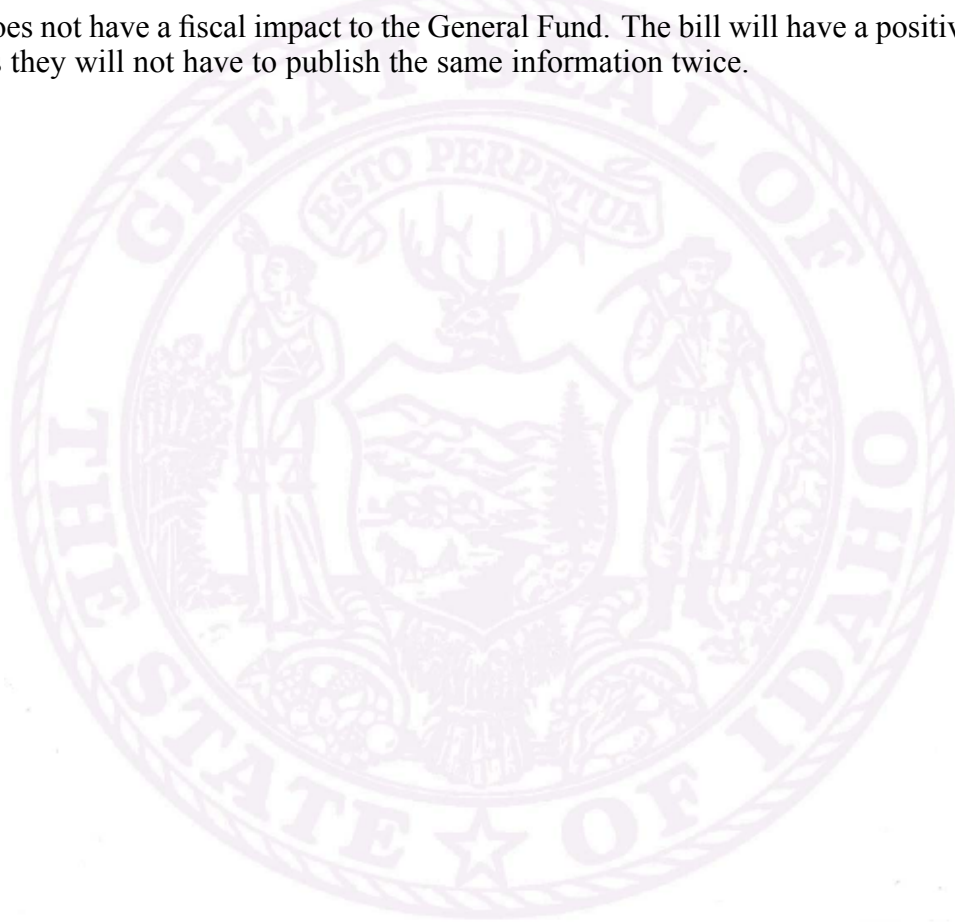 oes not have a fiscal impact to the General Fund. The bill will have a positiv
s they will not have to publish the same information twice.
GREAT SEAL OF
ESTO PERPETUA
THE STATE OF IDAHO